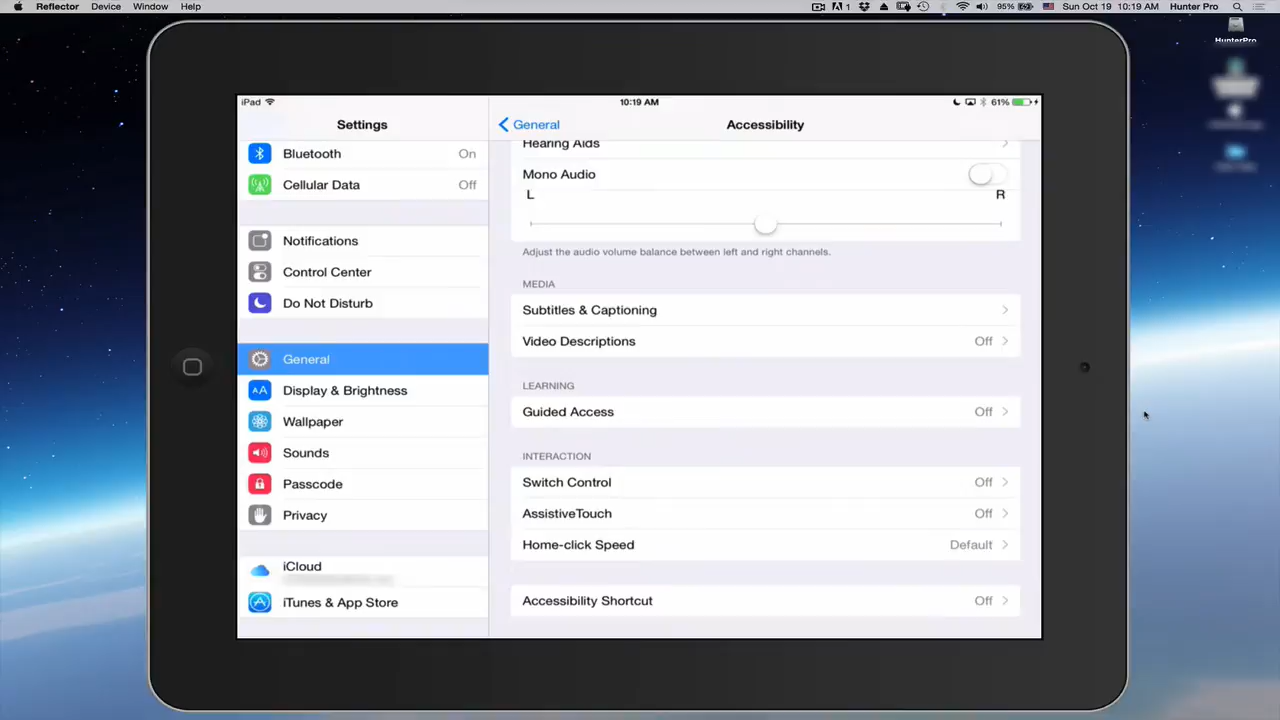 Reflector Device Window Help 1 95% Sun Oct 19 10:19 AM Hunter Pro
HunterPro
iPad 10:19 AM 61%
Settings
General Accessibility
Bluetooth On
Cellular Data Off
Notifications
Control Center
Do Not Disturb
General
Display & Brightness
Wallpaper
Sounds
Passcode
Privacy
iCloud
iTunes & App Store
Hearing Aids
Mono Audio
L R
Adjust the audio volume balance between left and right channels.
MEDIA
Subtitles & Captioning
Video Descriptions Off
LEARNING
Guided Access Off
INTERACTION
Switch Control Off
AssistiveTouch Off
Home-click Speed Default
Accessibility Shortcut Off